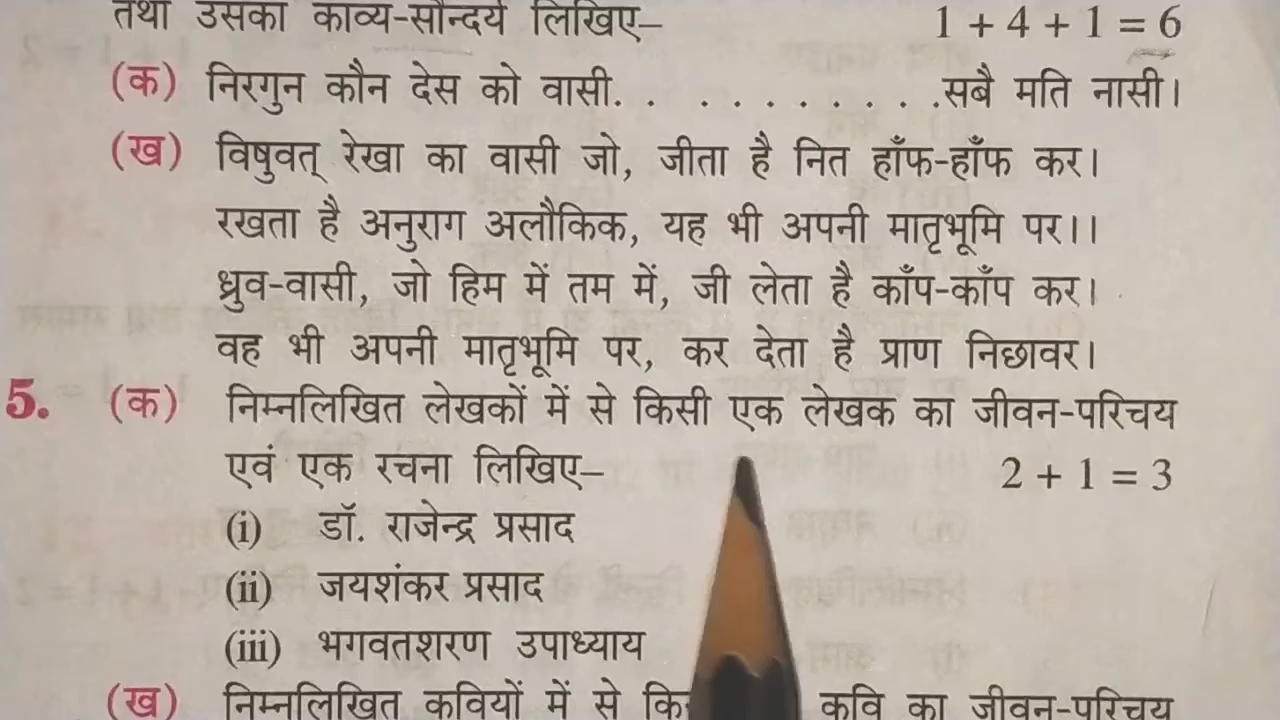 तथा उसका काव्य-सौन्दर्य लिखिए– 1 + 4 + 1 = 6
(क) निरगुन कौन देस को वासी. . . . . . . . . . . .सबै मति नासी।
(ख) विषुवत् रेखा का वासी जो, जीता है नित हाँफ-हाँफ कर।
रखता है अनुराग अलौकिक, यह भी अपनी मातृभूमि पर।।
ध्रुव-वासी, जो हिम में तम में, जी लेता है काँप-काँप कर।
वह भी अपनी मातृभूमि पर, कर देता है प्राण निछावर।
5. (क) निम्नलिखित लेखकों में से किसी एक लेखक का जीवन-परिचय
एवं एक रचना लिखिए– 2 + 1 = 3
(i) डॉ. राजेन्द्र प्रसाद
(ii) जयशंकर प्रसाद
(iii) भगवतशरण उपाध्याय
(ख) निम्नलिखित कवियों में से कवि का जीवन-परिचय